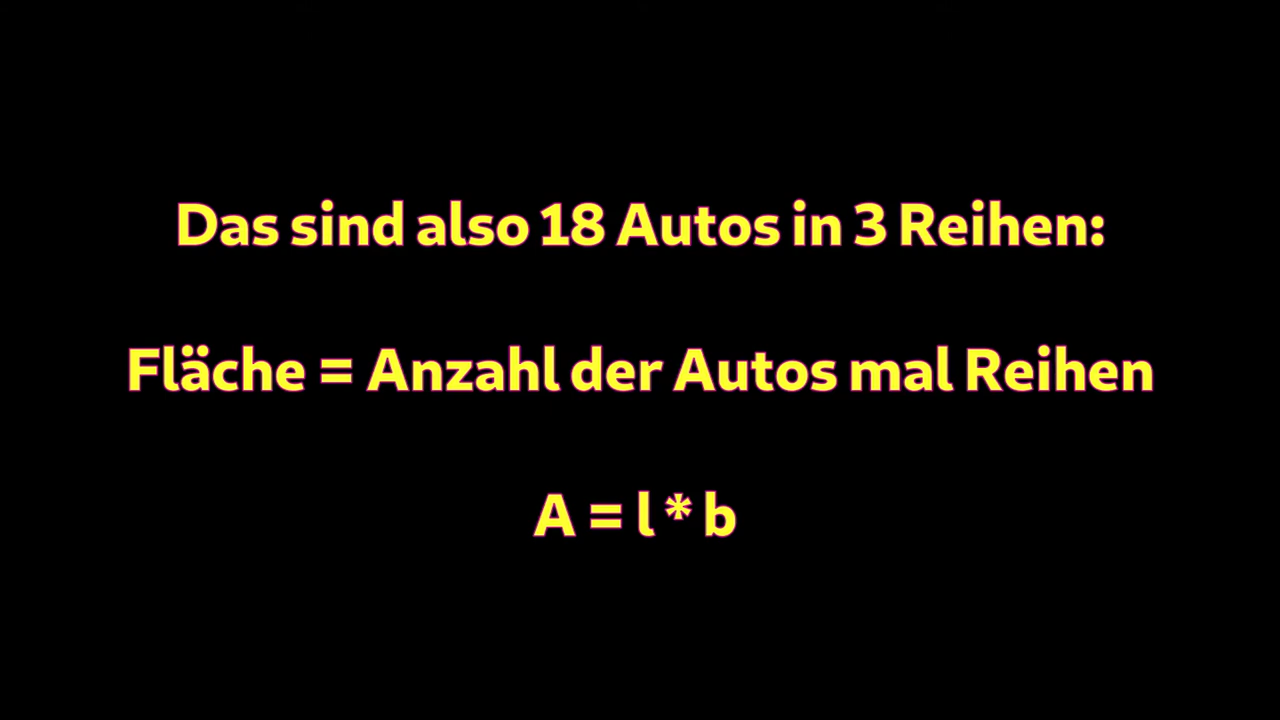 Das sind also 18 Autos in 3 Reihen:
Fläche = Anzahl der Autos mal Reihen
A = l * b